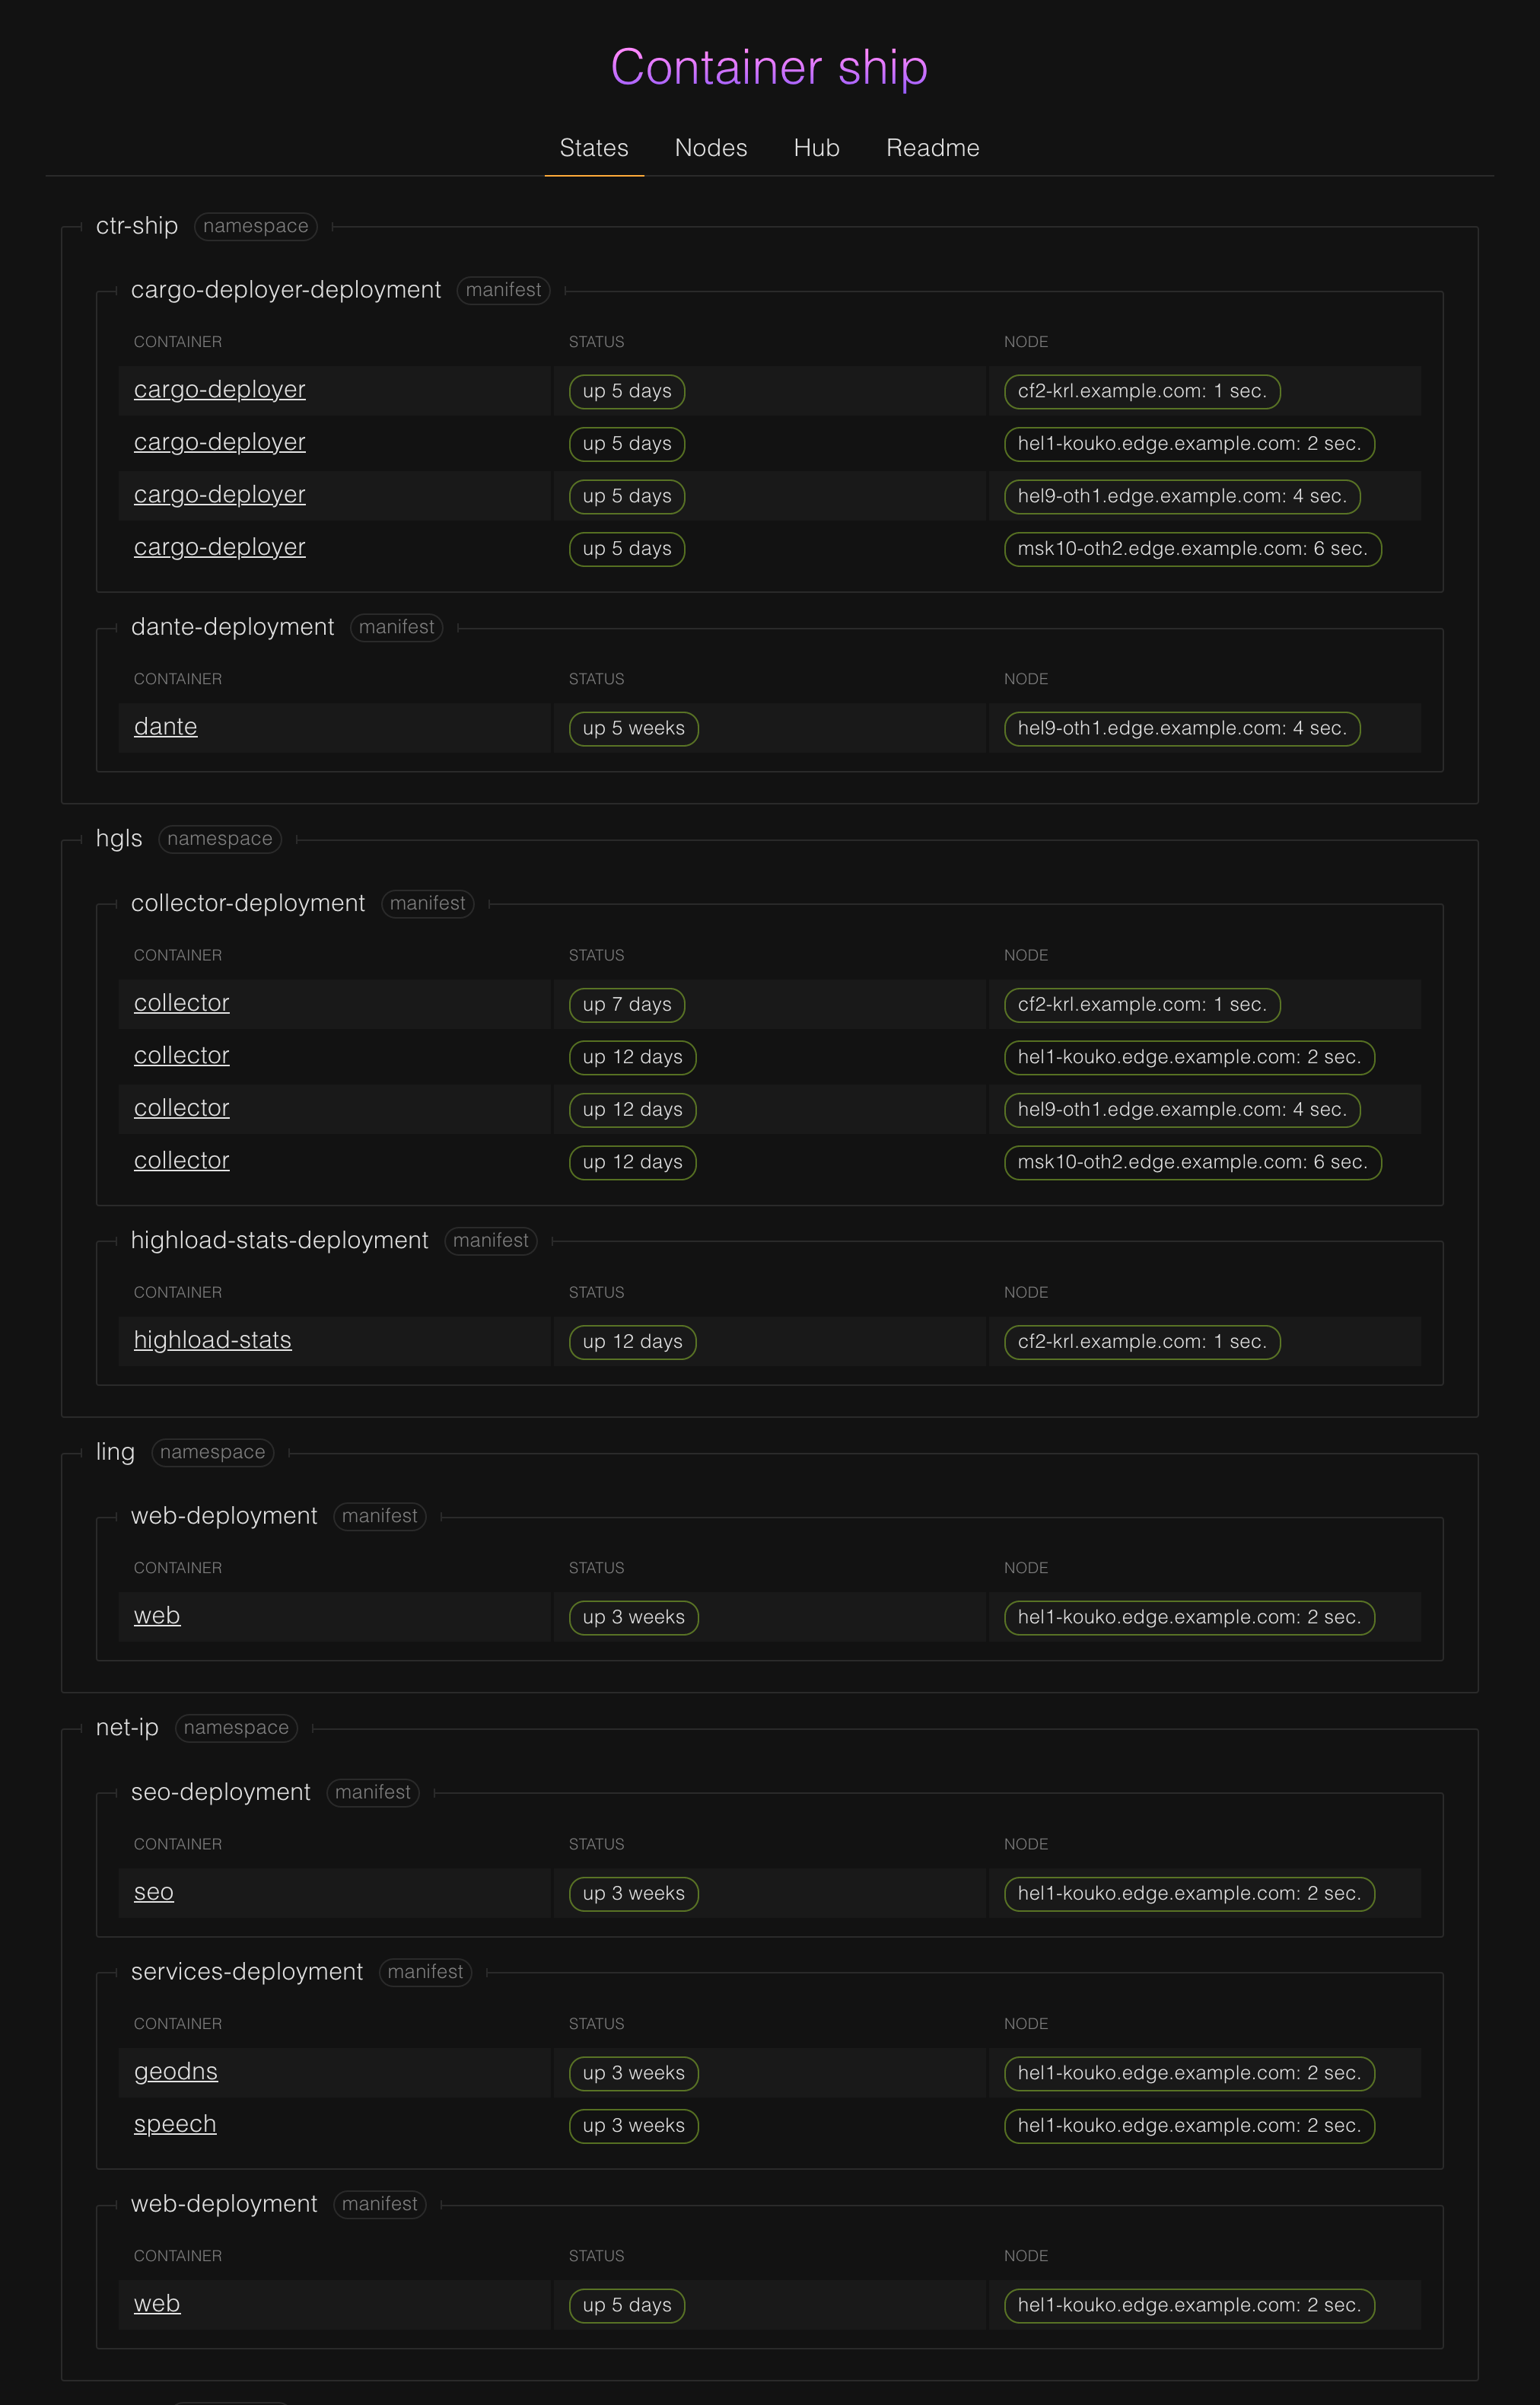 Container ship
States Nodes Hub Readme
ctr-ship namespace
cargo-deployer-deployment manifest
CONTAINER STATUS NODE
cargo-deployer up 5 days cf2-krl.example.com: 1 sec.
cargo-deployer up 5 days hel1-kouko.edge.example.com: 2 sec.
cargo-deployer up 5 days hel9-oth1.edge.example.com: 4 sec.
cargo-deployer up 5 days msk10-oth2.edge.example.com: 6 sec.
dante-deployment manifest
CONTAINER STATUS NODE
dante up 5 weeks hel9-oth1.edge.example.com: 4 sec.
hgls namespace
collector-deployment manifest
CONTAINER STATUS NODE
collector up 7 days cf2-krl.example.com: 1 sec.
collector up 12 days hel1-kouko.edge.example.com: 2 sec.
collector up 12 days hel9-oth1.edge.example.com: 4 sec.
collector up 12 days msk10-oth2.edge.example.com: 6 sec.
highload-stats-deployment manifest
CONTAINER STATUS NODE
highload-stats up 12 days cf2-krl.example.com: 1 sec.
ling namespace
web-deployment manifest
CONTAINER STATUS NODE
web up 3 weeks hel1-kouko.edge.example.com: 2 sec.
net-ip namespace
seo-deployment manifest
CONTAINER STATUS NODE
seo up 3 weeks hel1-kouko.edge.example.com: 2 sec.
services-deployment manifest
CONTAINER STATUS NODE
geodns up 3 weeks hel1-kouko.edge.example.com: 2 sec.
speech up 3 weeks hel1-kouko.edge.example.com: 2 sec.
web-deployment manifest
CONTAINER STATUS NODE
web up 5 days hel1-kouko.edge.example.com: 2 sec.